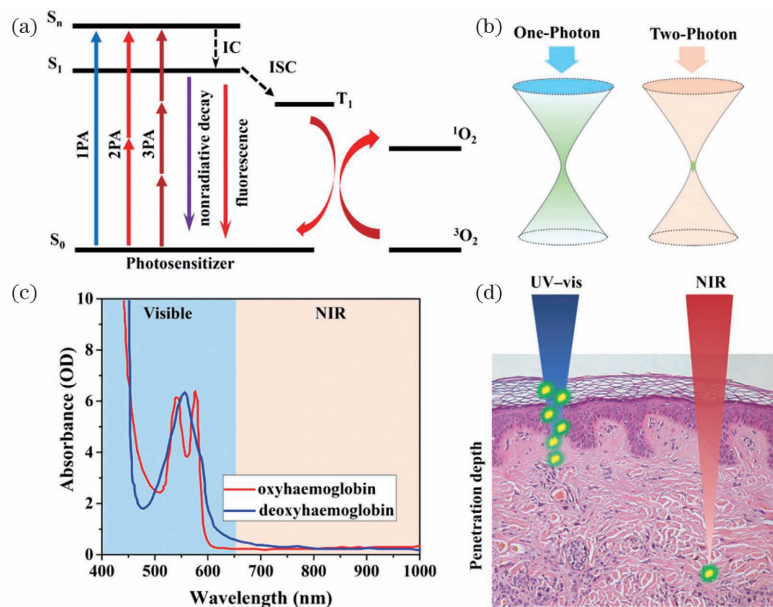 (a)
Sn
IC
S1
ISC
T1
1PA
2PA
3PA
nonradiative decay
fluorescence
1O2
S0
3O2
Photosensitizer
(b)
One-Photon
Two-Photon
(c)
Visible
NIR
Absorbance (OD)
10
8
6
4
2
0
oxyhaemoglobin
deoxyhaemoglobin
400
500
600
700
800
900
1000
Wavelength (nm)
(d)
UV–vis
NIR
Penetration depth